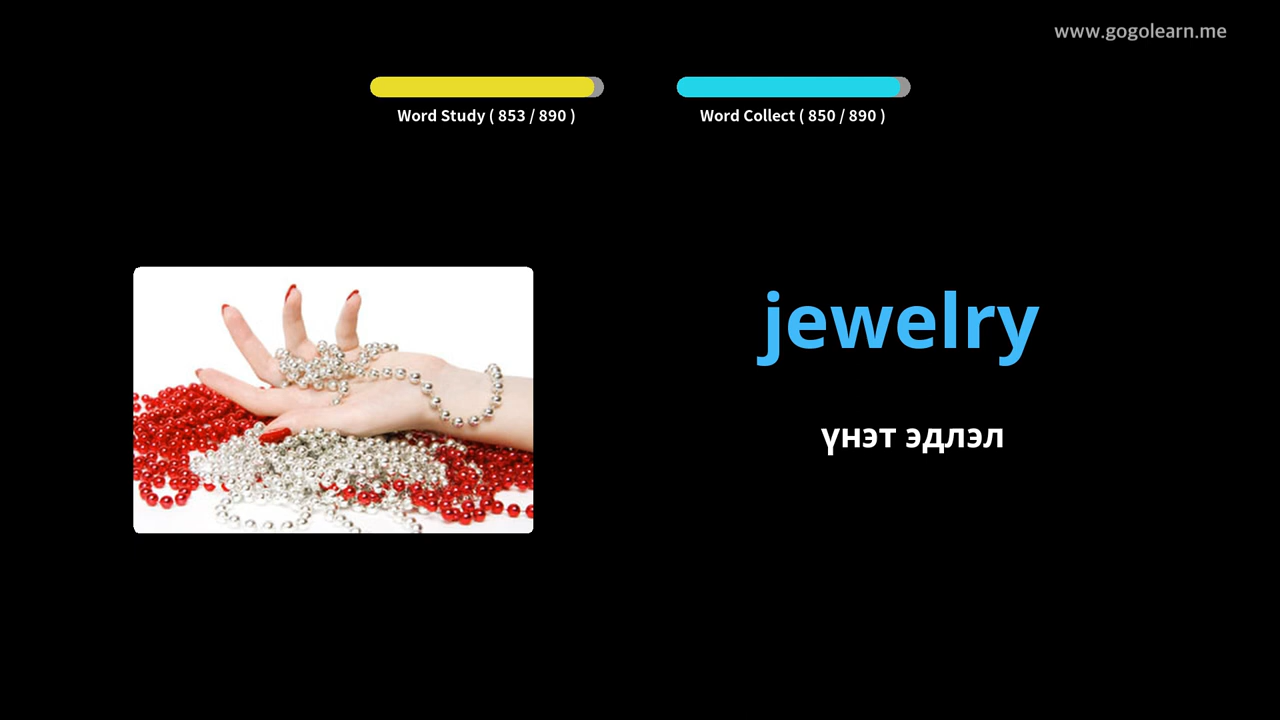 www.gogolearn.me
Word Study ( 853 / 890 )
Word Collect ( 850 / 890 )
jewelry
үнэт эдлэл